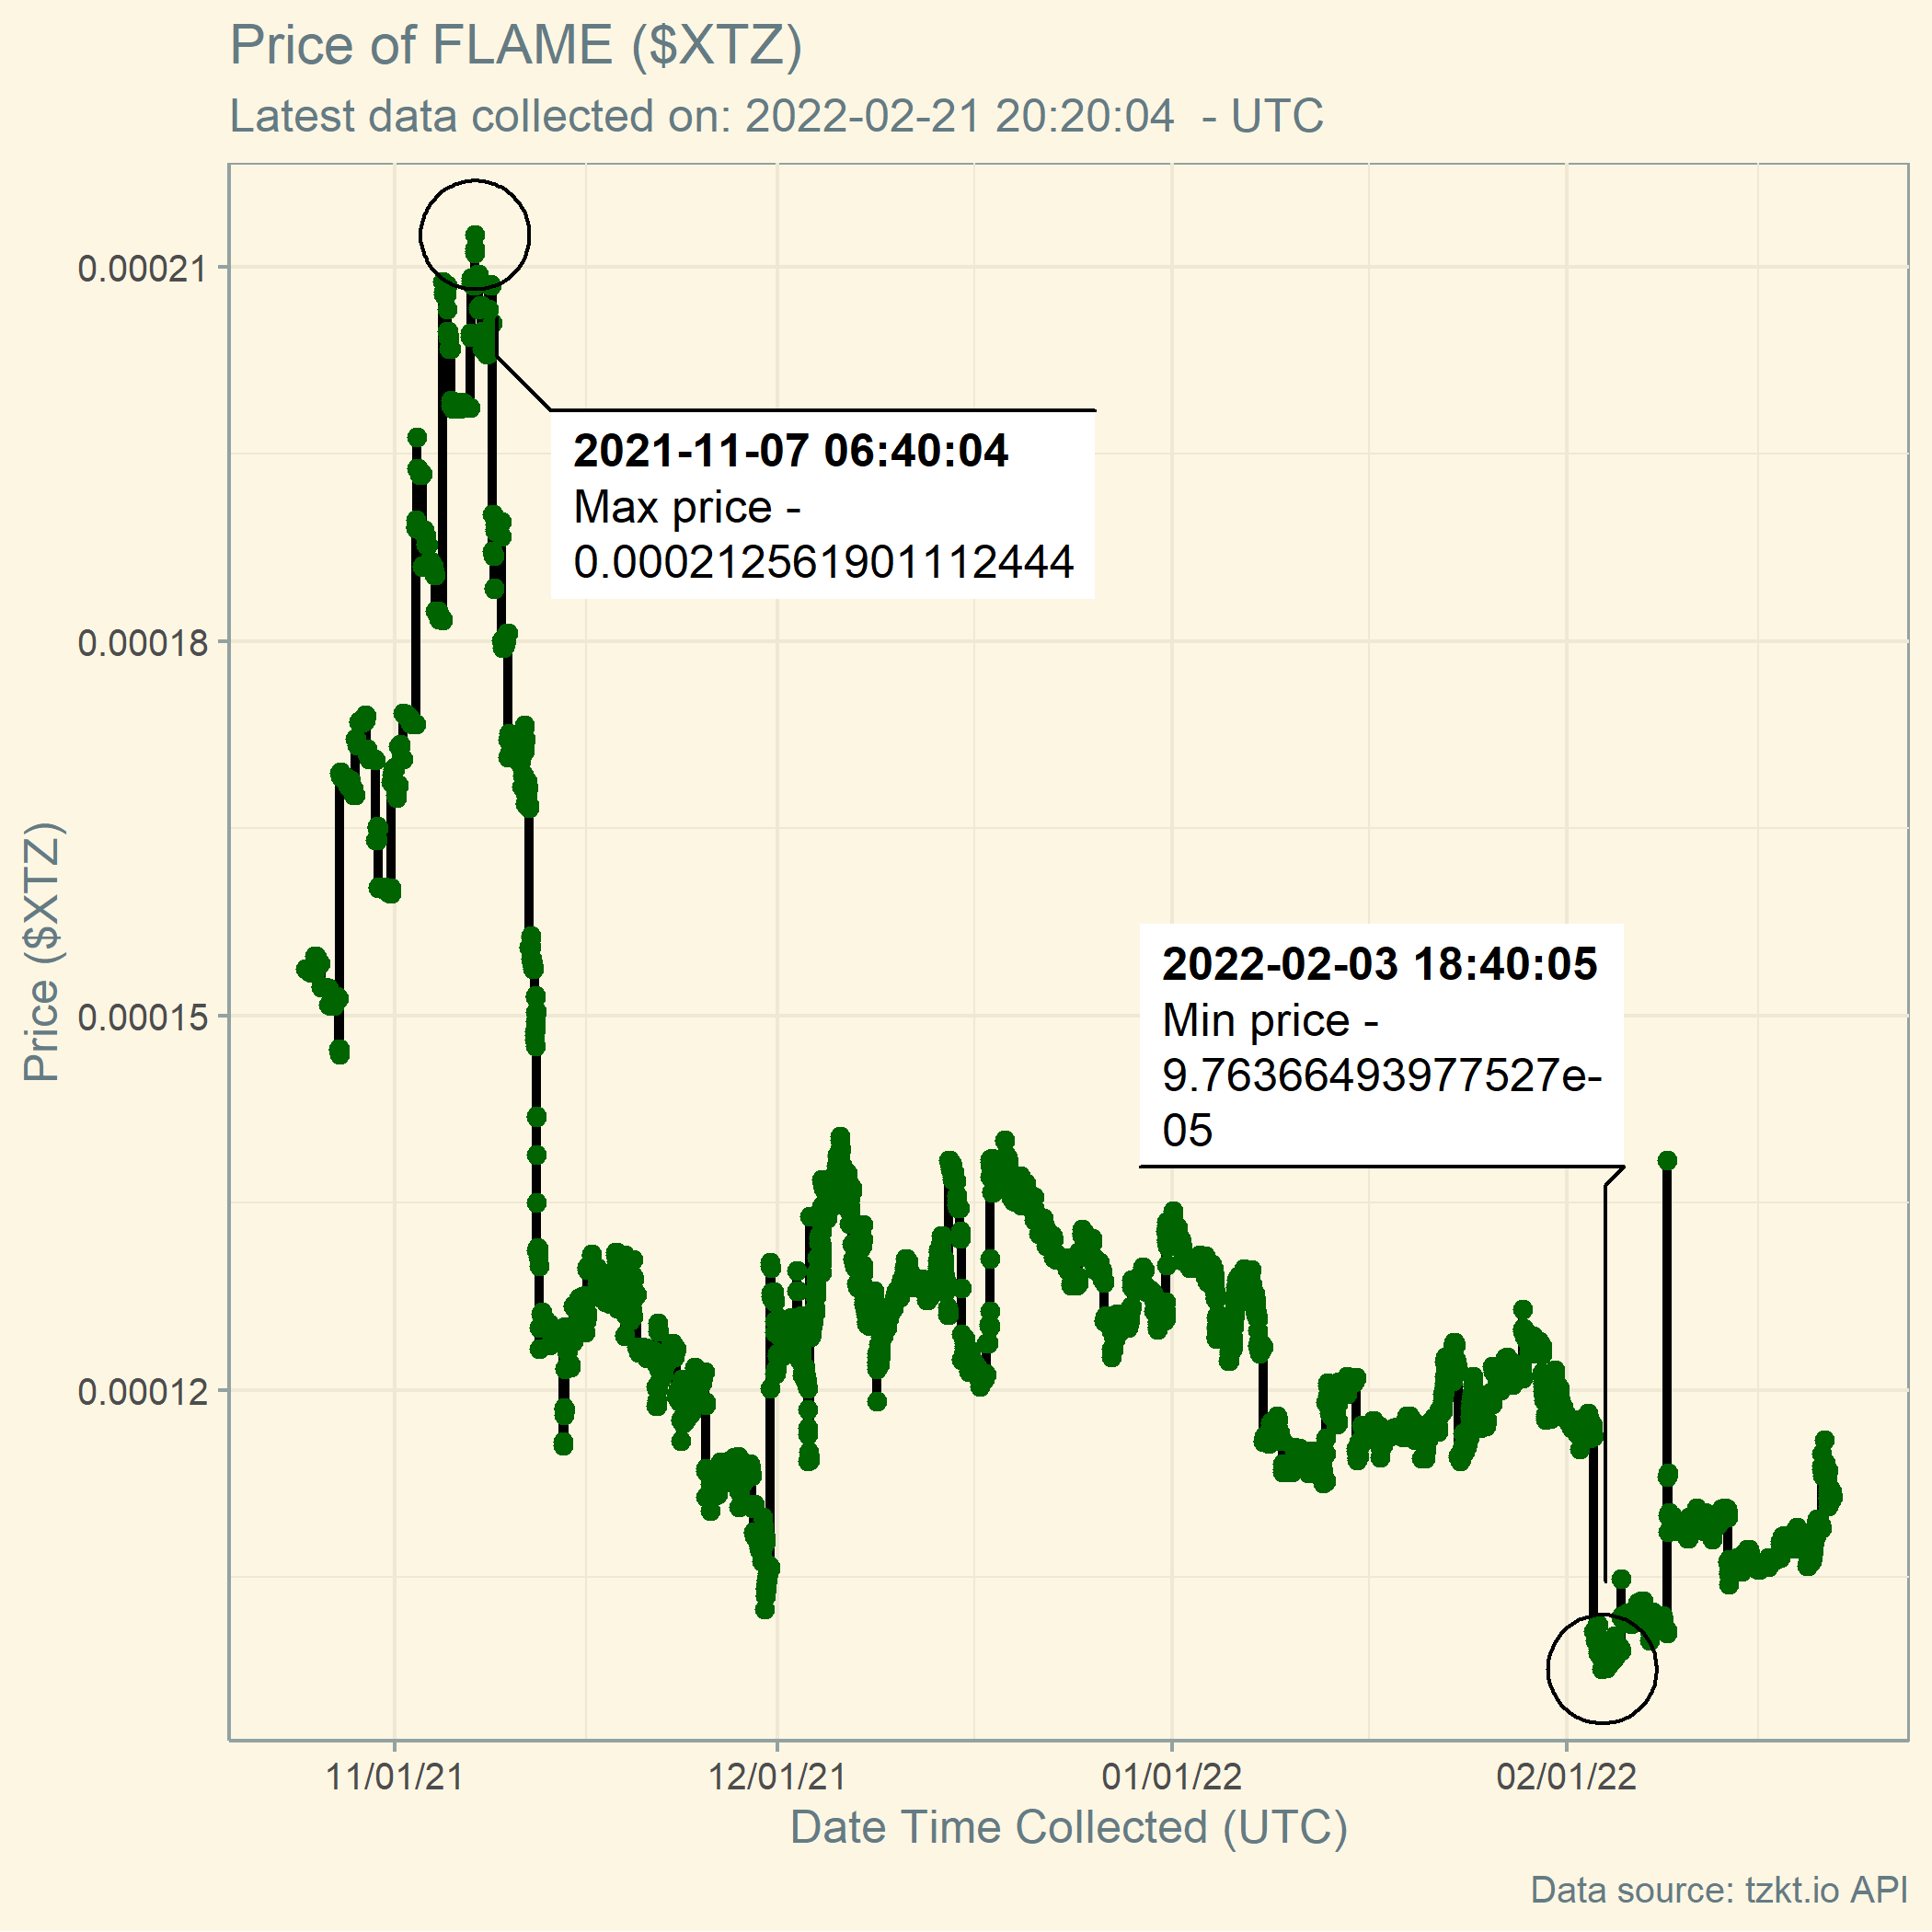 Price of FLAME ($XTZ)
Latest data collected on: 2022-02-21 20:20:04  - UTC
0.00021
2021-11-07 06:40:04
Max price -
0.000212561901112444
0.00018
Price ($XTZ)
2022-02-03 18:40:05
Min price -
9.76366493977527e-
05
0.00015
0.00012
11/01/21
12/01/21
01/01/22
02/01/22
Date Time Collected (UTC)
Data source: tzkt.io API